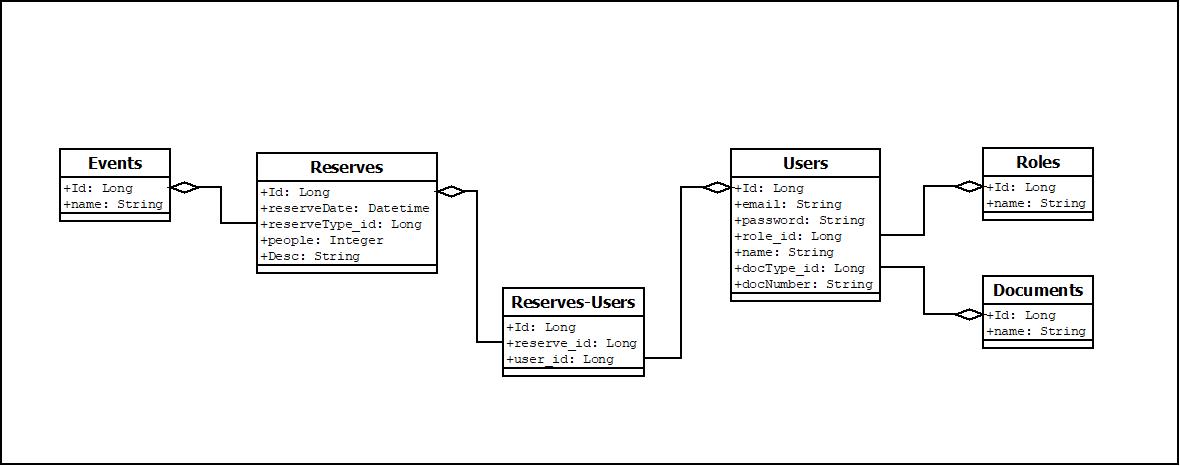 Events
+Id: Long
+name: String
Reserves
+Id: Long
+reserveDate: Datetime
+reserveType_id: Long
+people: Integer
+Desc: String
Reserves-Users
+Id: Long
+reserve_id: Long
+user_id: Long
Users
+Id: Long
+email: String
+password: String
+role_id: Long
+name: String
+docType_id: Long
+docNumber: String
Roles
+Id: Long
+name: String
Documents
+Id: Long
+name: String